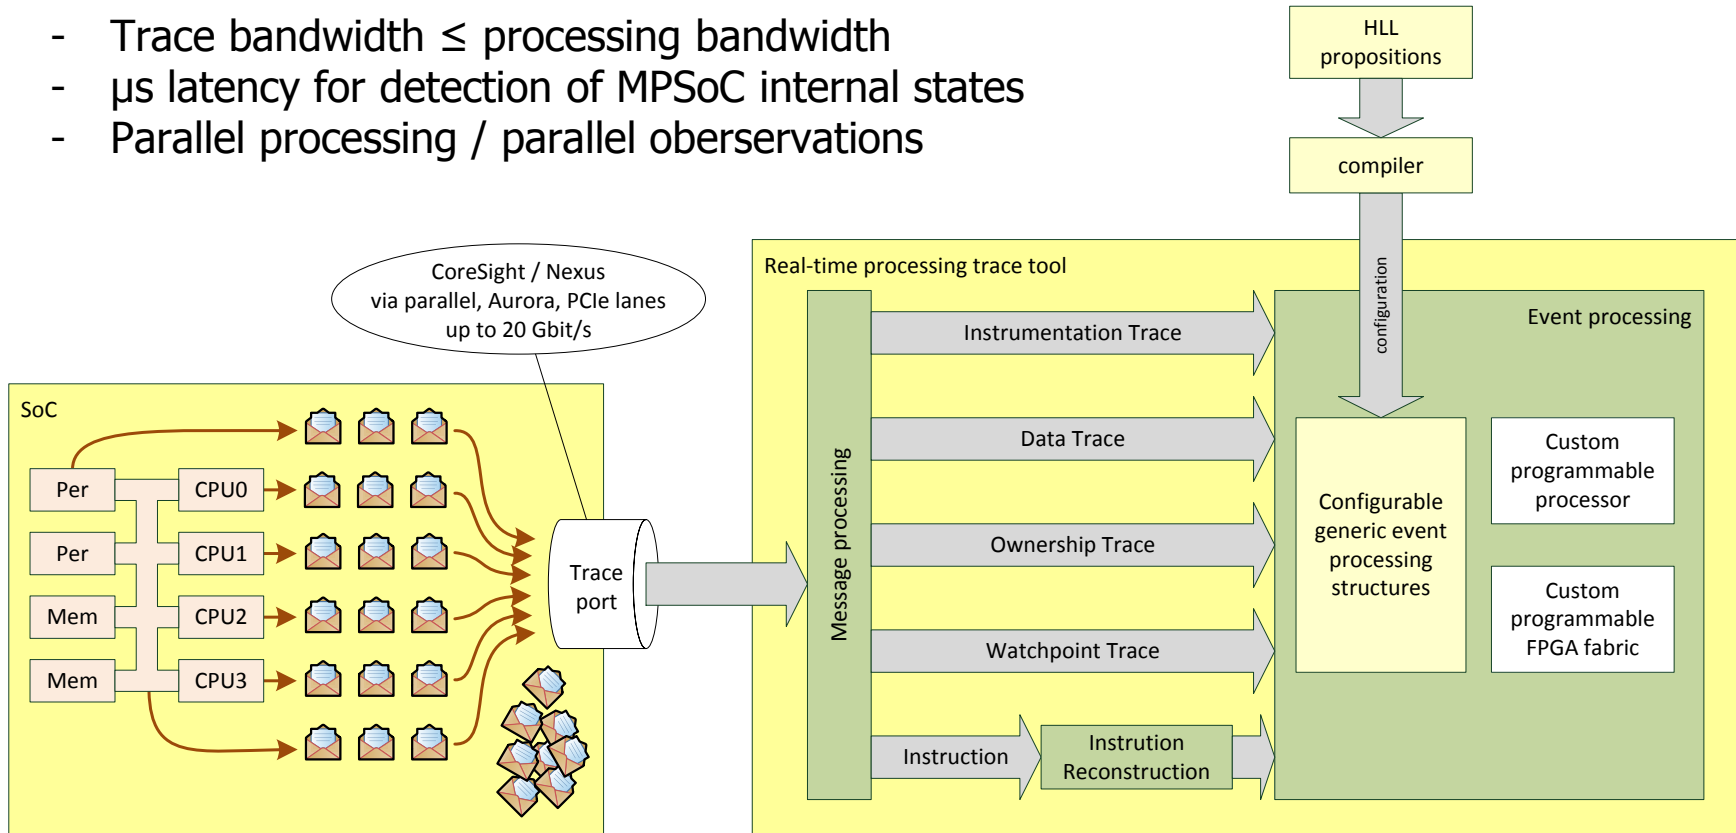 - Trace bandwidth ≤ processing bandwidth
- µs latency for detection of MPSoC internal states
- Parallel processing / parallel oberservations
HLL
propositions
compiler
configuration
CoreSight / Nexus
via parallel, Aurora, PCIe lanes
up to 20 Gbit/s
SoC
Per
Per
Mem
Mem
CPU0
CPU1
CPU2
CPU3
Trace
port
Real-time processing trace tool
Message processing
Instrumentation Trace
Data Trace
Ownership Trace
Watchpoint Trace
Instruction
Instrution
Reconstruction
Event processing
Configurable
generic event
processing
structures
Custom
programmable
processor
Custom
programmable
FPGA fabric